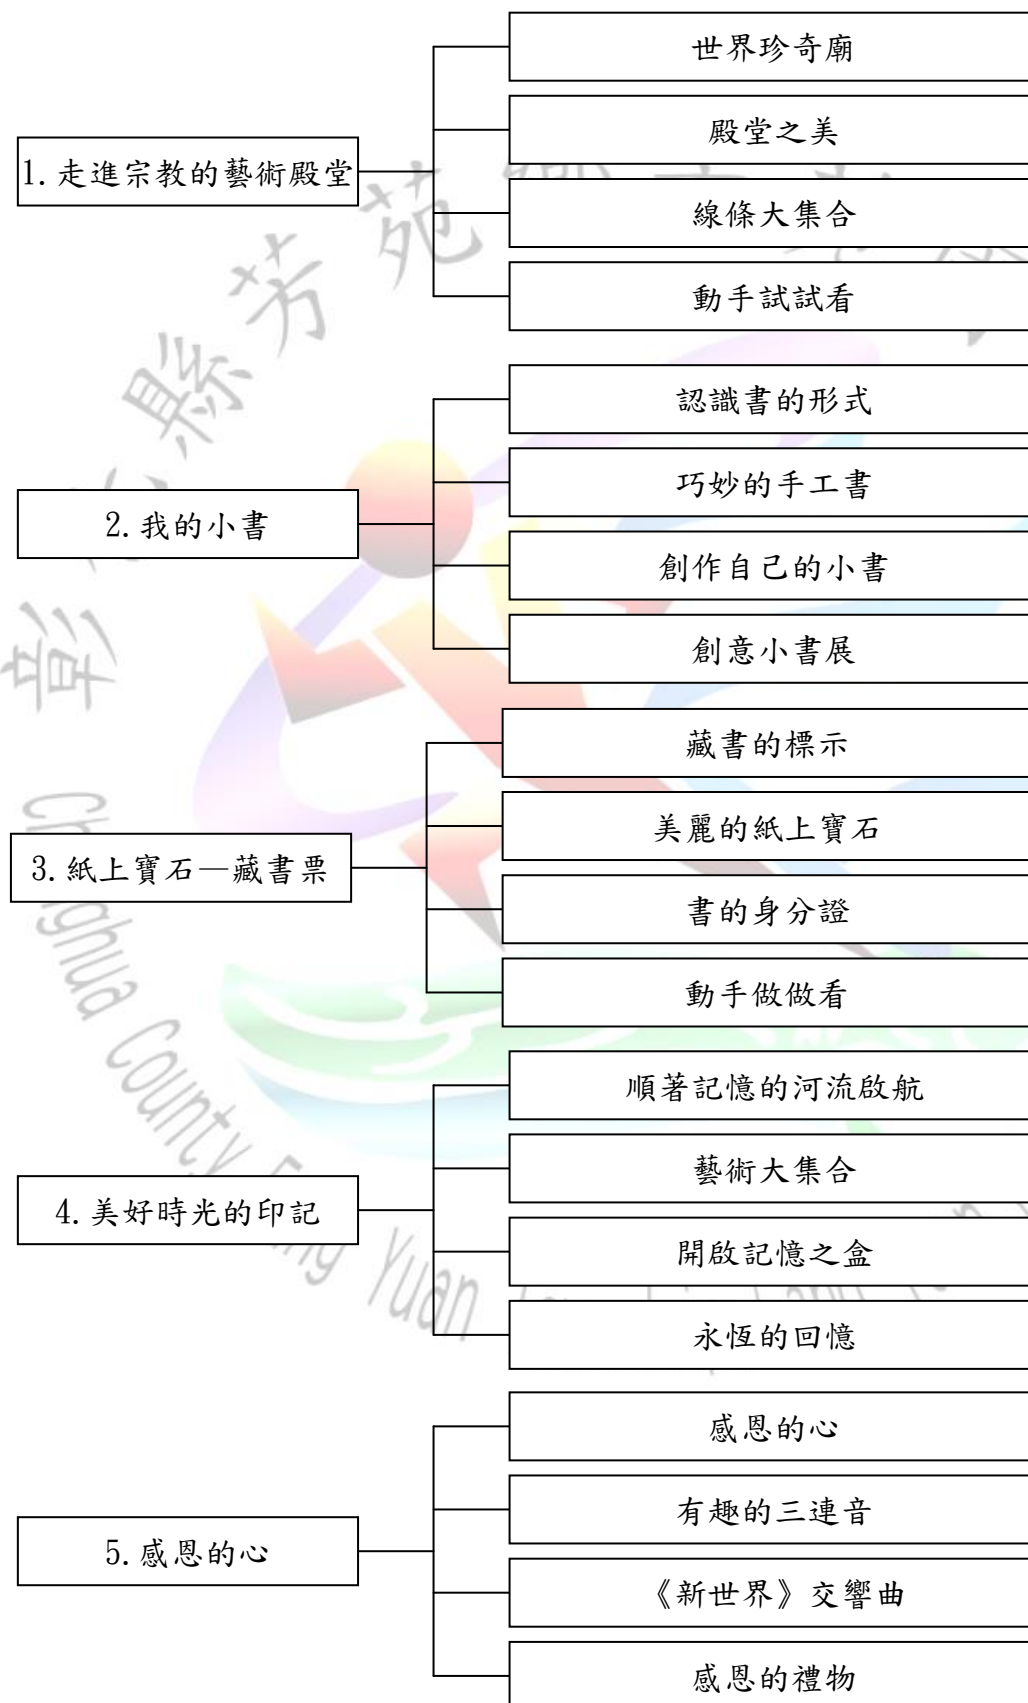 1.走進宗教的藝術殿堂
世界珍奇廟
殿堂之美
線條大集合
動手試試看
2.我的小書
認識書的形式
巧妙的手工書
創作自己的小書
創意小書展
3.紙上寶石—藏書票
藏書的標示
美麗的紙上寶石
書的身分證
動手做做看
4.美好時光的印記
順著記憶的河流啟航
藝術大集合
開啟記憶之盒
永恆的回憶
5.感恩的心
感恩的心
有趣的三連音
《新世界》交響曲
感恩的禮物
彰 縣芳苑
Changhua County Yuan